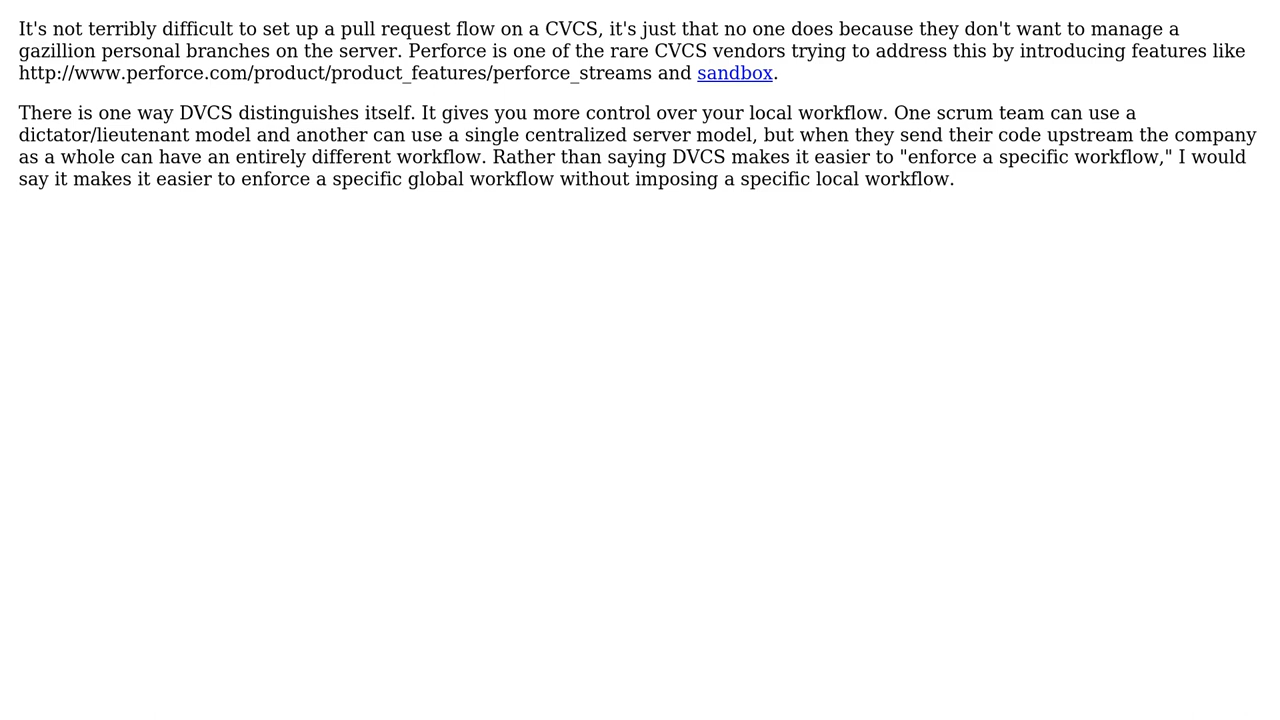 It's not terribly difficult to set up a pull request flow on a CVCS, it's just that no one does because they don't want to manage a
gazillion personal branches on the server. Perforce is one of the rare CVCS vendors trying to address this by introducing features like
http://www.perforce.com/product/product_features/perforce_streams and sandbox.
There is one way DVCS distinguishes itself. It gives you more control over your local workflow. One scrum team can use a
dictator/lieutenant model and another can use a single centralized server model, but when they send their code upstream the company
as a whole can have an entirely different workflow. Rather than saying DVCS makes it easier to "enforce a specific workflow," I would
say it makes it easier to enforce a specific global workflow without imposing a specific local workflow.